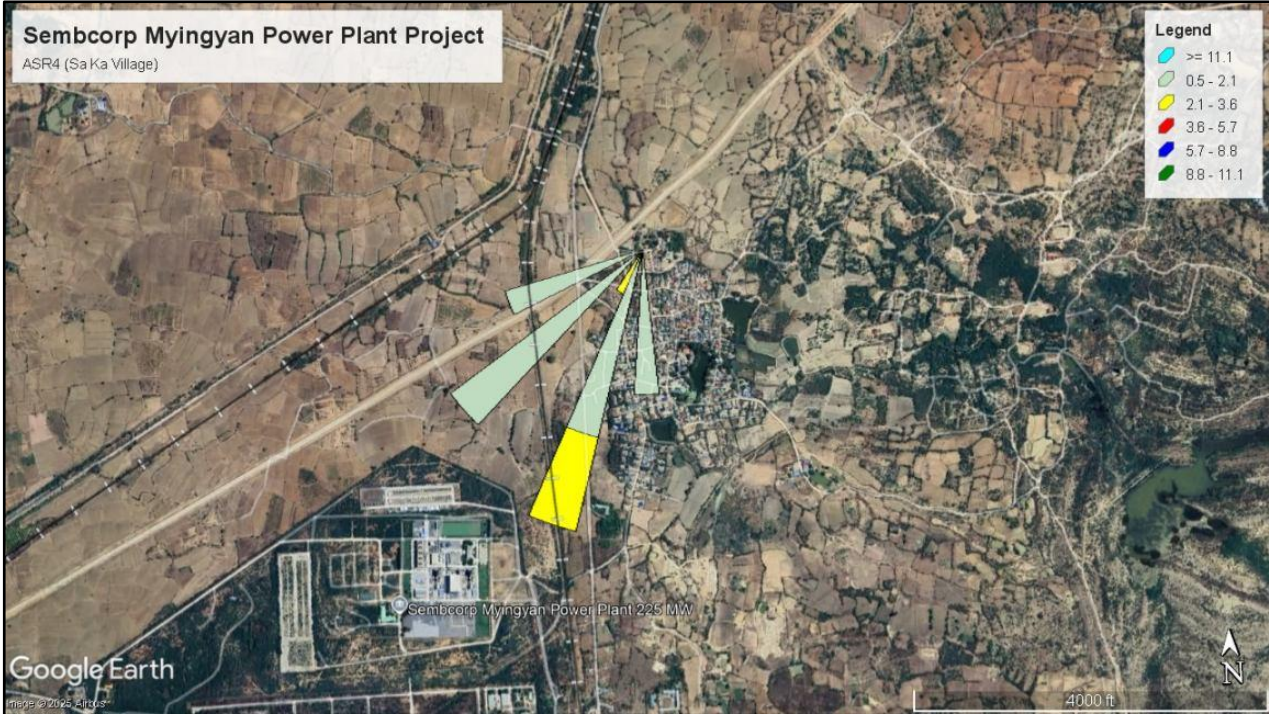 Sembcorp Myingyan Power Plant Project
ASR4 (Sa Ka Village)
Legend
>= 11.1
0.5 - 2.1
2.1 - 3.6
3.6 - 5.7
5.7 - 8.8
8.8 - 11.1
Sembcorp Myingyan Power Plant 225 MW
Google Earth
Image © 2025 Airbus
N
4000 ft